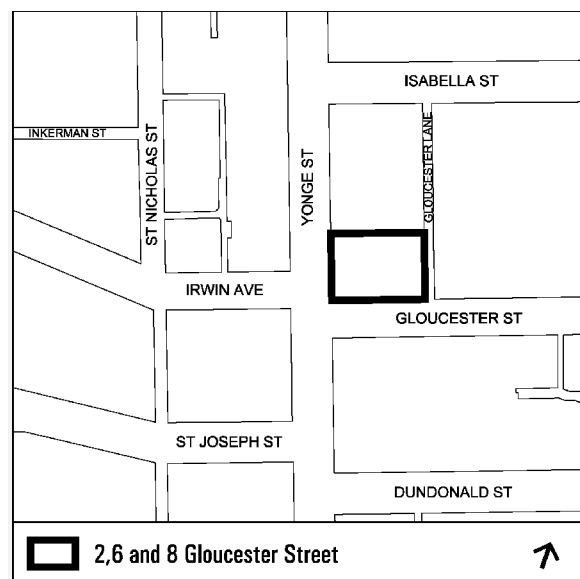 ISABELLA ST
INKERMAN ST
ST NICHOLAS ST
YONGE ST
GLOUCESTER LANE
IRWIN AVE
GLOUCESTER ST
ST JOSEPH ST
DUNDONALD ST
2,6 and 8 Gloucester Street